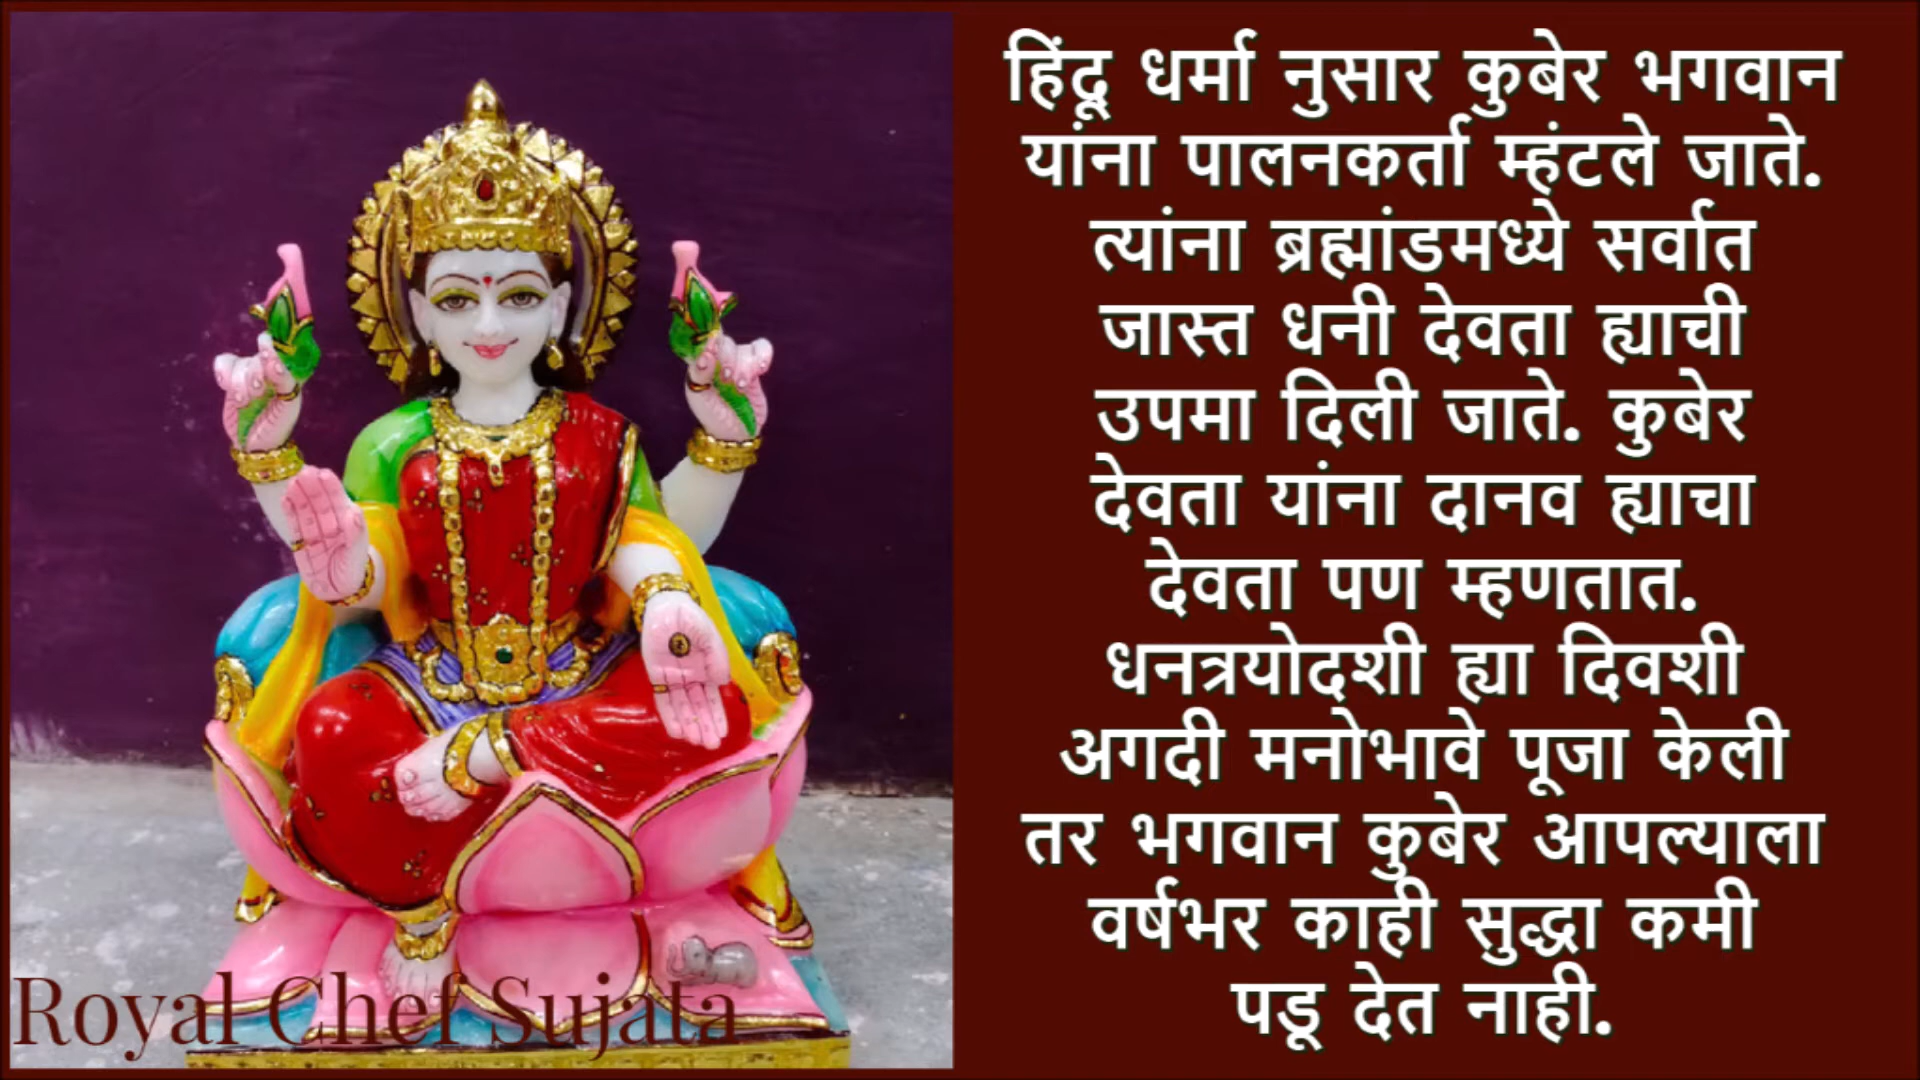 हिंदू धर्मा नुसार कुबेर भगवान
यांना पालनकर्ता म्हंटले जाते.
त्यांना ब्रह्मांडमध्ये सर्वात
जास्त धनी देवता ह्याची
उपमा दिली जाते. कुबेर
देवता यांना दानव ह्याचा
देवता पण म्हणतात.
धनत्रयोदशी ह्या दिवशी
अगदी मनोभावे पूजा केली
तर भगवान कुबेर आपल्याला
वर्षभर काही सुद्धा कमी
पडू देत नाही.
Royal Chef Sujata